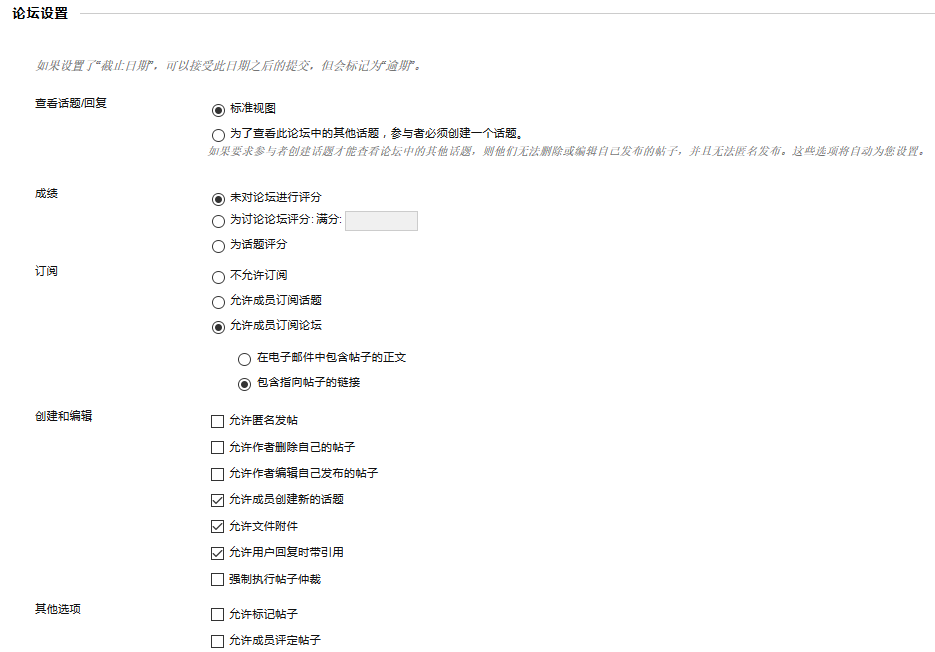 论坛设置
如果设置了“截止日期”，可以接受此日期之后的提交，但会标记为“逾期”。
查看话题/回复
标准视图
为了查看此论坛中的其他话题，参与者必须创建一个话题。
如果要求参与者创建话题才能查看论坛中的其他话题，则他们无法删除或编辑自己发布的帖子，并且无法匿名发布。这些选项将自动为您设置。
成绩
未对论坛进行评分
为讨论论坛评分: 满分:
为话题评分
订阅
不允许订阅
允许成员订阅话题
允许成员订阅论坛
在电子邮件中包含帖子的正文
包含指向帖子的链接
创建和编辑
允许匿名发帖
允许作者删除自己的帖子
允许作者编辑自己发布的帖子
允许成员创建新的话题
允许文件附件
允许用户回复时带引用
强制执行帖子仲裁
其他选项
允许标记帖子
允许成员评定帖子